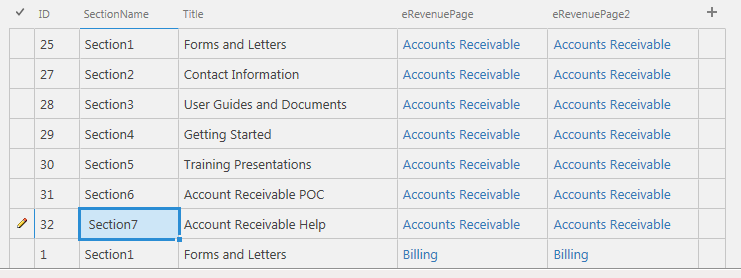 ID SectionName Title eRevenuePage eRevenuePage2
25 Section1 Forms and Letters Accounts Receivable Accounts Receivable
27 Section2 Contact Information Accounts Receivable Accounts Receivable
28 Section3 User Guides and Documents Accounts Receivable Accounts Receivable
29 Section4 Getting Started Accounts Receivable Accounts Receivable
30 Section5 Training Presentations Accounts Receivable Accounts Receivable
31 Section6 Account Receivable POC Accounts Receivable Accounts Receivable
32 Section7 Account Receivable Help Accounts Receivable Accounts Receivable
1 Section1 Forms and Letters Billing Billing